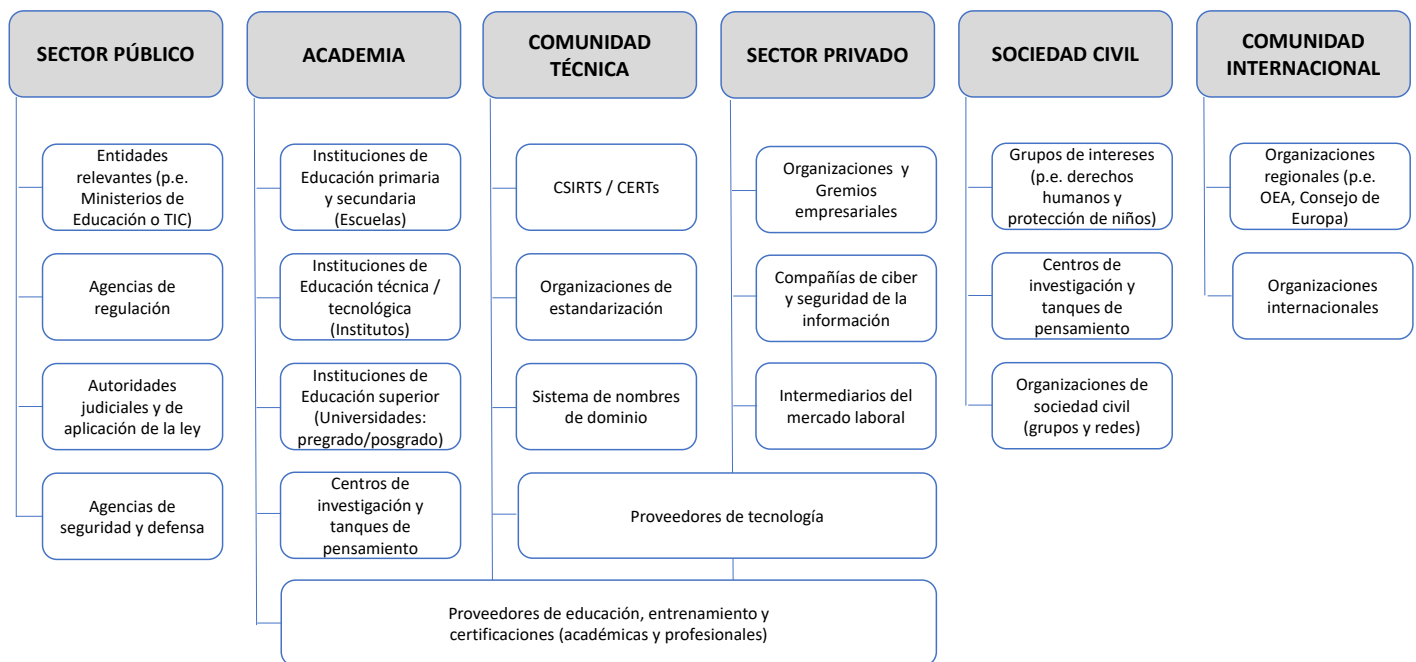 SECTOR PÚBLICO
ACADEMIA
COMUNIDAD
TÉCNICA
SECTOR PRIVADO
SOCIEDAD CIVIL
COMUNIDAD
INTERNACIONAL
Entidades
relevantes (p.e.
Ministerios de
Educación o TIC)
Instituciones de
Educación primaria
y secundaria
(Escuelas)
CSIRTS / CERTs
Organizaciones y
Gremios
empresariales
Grupos de intereses
(p.e. derechos
humanos y
protección de niños)
Organizaciones
regionales (p.e.
OEA, Consejo de
Europa)
Agencias de
regulación
Instituciones de
Educación técnica /
tecnológica
(Institutos)
Organizaciones de
estandarización
Compañías de ciber
y seguridad de la
información
Centros de
investigación y
tanques de
pensamiento
Organizaciones
internacionales
Autoridades
judiciales y de
aplicación de la ley
Instituciones de
Educación superior
(Universidades:
pregrado/posgrado)
Sistema de nombres
de dominio
Intermediarios del
mercado laboral
Organizaciones de
sociedad civil
(grupos y redes)
Agencias de
seguridad y defensa
Centros de
investigación y
tanques de
pensamiento
Proveedores de tecnología
Proveedores de educación, entrenamiento y
certificaciones (académicas y profesionales)